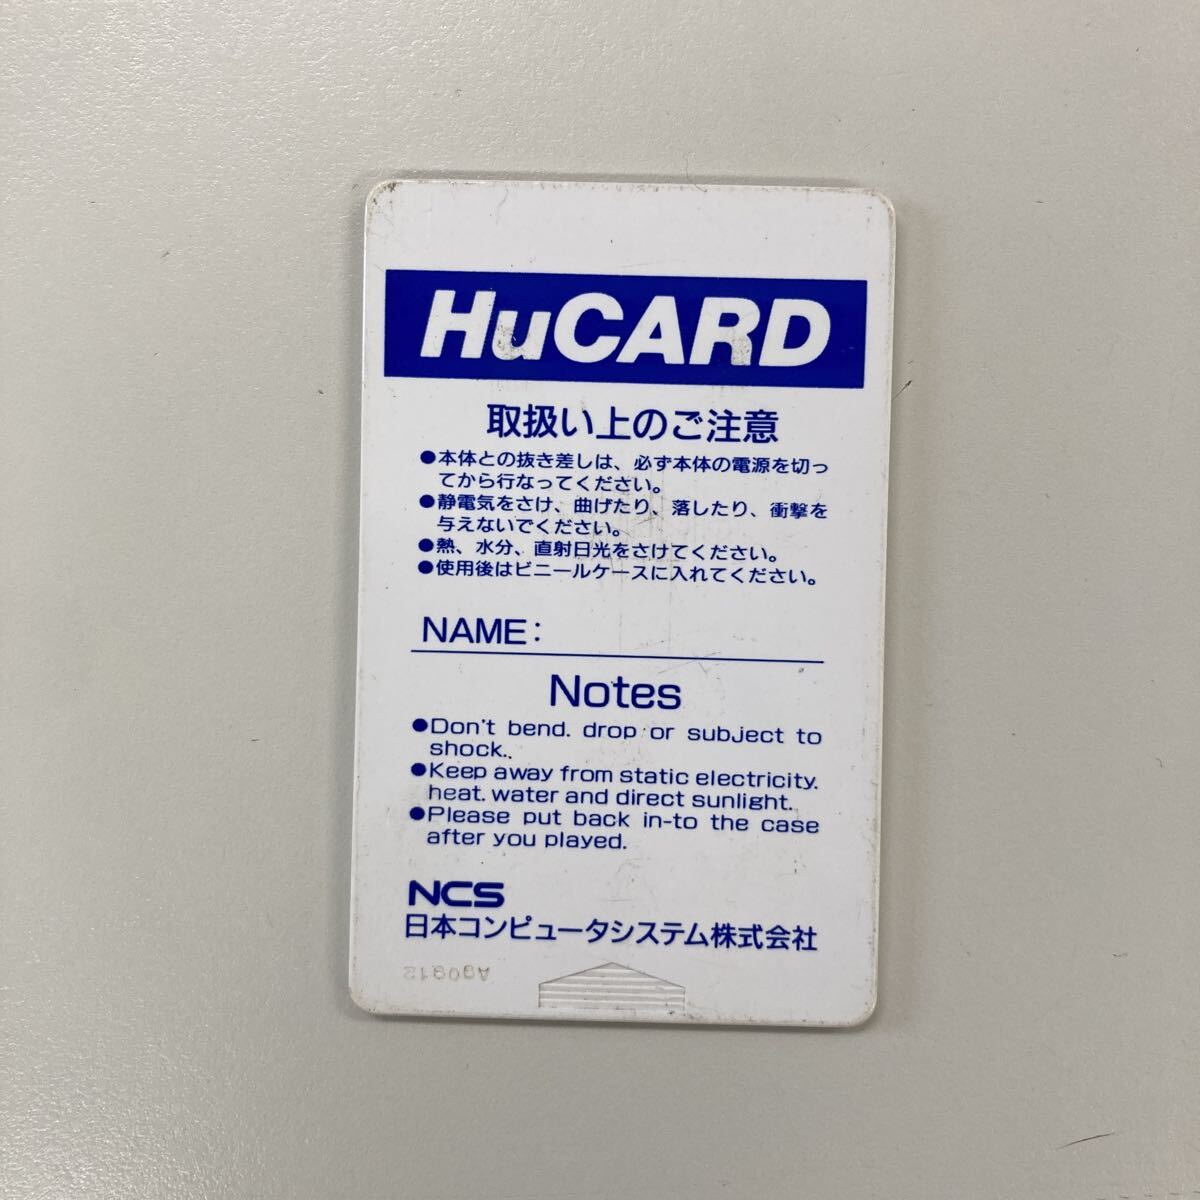 HuCARD
取扱い上のご注意
●本体との抜き差しは、必ず本体の電源を切っ
てから行なってください。
●静電気をさけ、曲げたり、落したり、衝撃を
与えないでください。
●熱、水分、直射日光をさけてください。
●使用後はビニールケースに入れてください。
NAME:
Notes
●Don't bend. drop or subject to
shock..
●Keep away from static electricity.
heat. water and direct sunlight.
●Please put back in-to the case
after you played.
NCS
日本コンピュータシステム株式会社